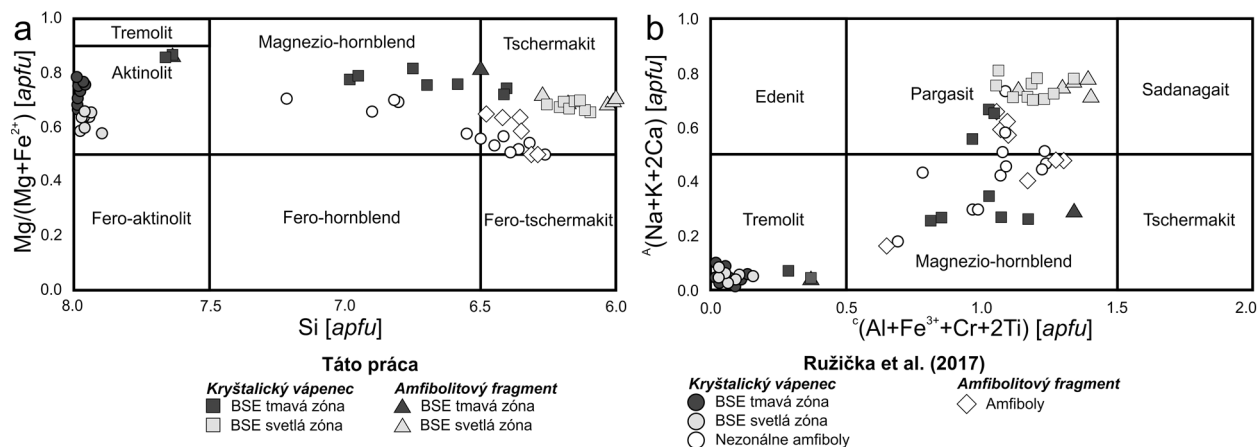 a
Mg/(Mg+Fe²⁺) [apfu]
1.0
0.8
0.6
0.4
0.2
0.0
Tremolit
Aktinolit
Magnezio-hornblend
Tschermakit
Fero-aktinolit
Fero-hornblend
Fero-tschermakit
8.0 7.5 7.0 6.5 6.0
Si [apfu]
b
ᴬ(Na+K+2Ca) [apfu]
1.0
0.8
0.6
0.4
0.2
0.0
Edenit
Pargasit
Sadanagait
Tremolit
Magnezio-hornblend
Tschermakit
0.0 0.5 1.0 1.5 2.0
ᶜ(Al+Fe³⁺+Cr+2Ti) [apfu]
Táto práca
Kryštalický vápenec Amfibolitový fragment
BSE tmavá zóna BSE tmavá zóna
BSE svetlá zóna BSE svetlá zóna
Ružička et al. (2017)
Kryštalický vápenec Amfibolitový fragment
BSE tmavá zóna Amfiboly
BSE svetlá zóna
Nezonálne amfiboly